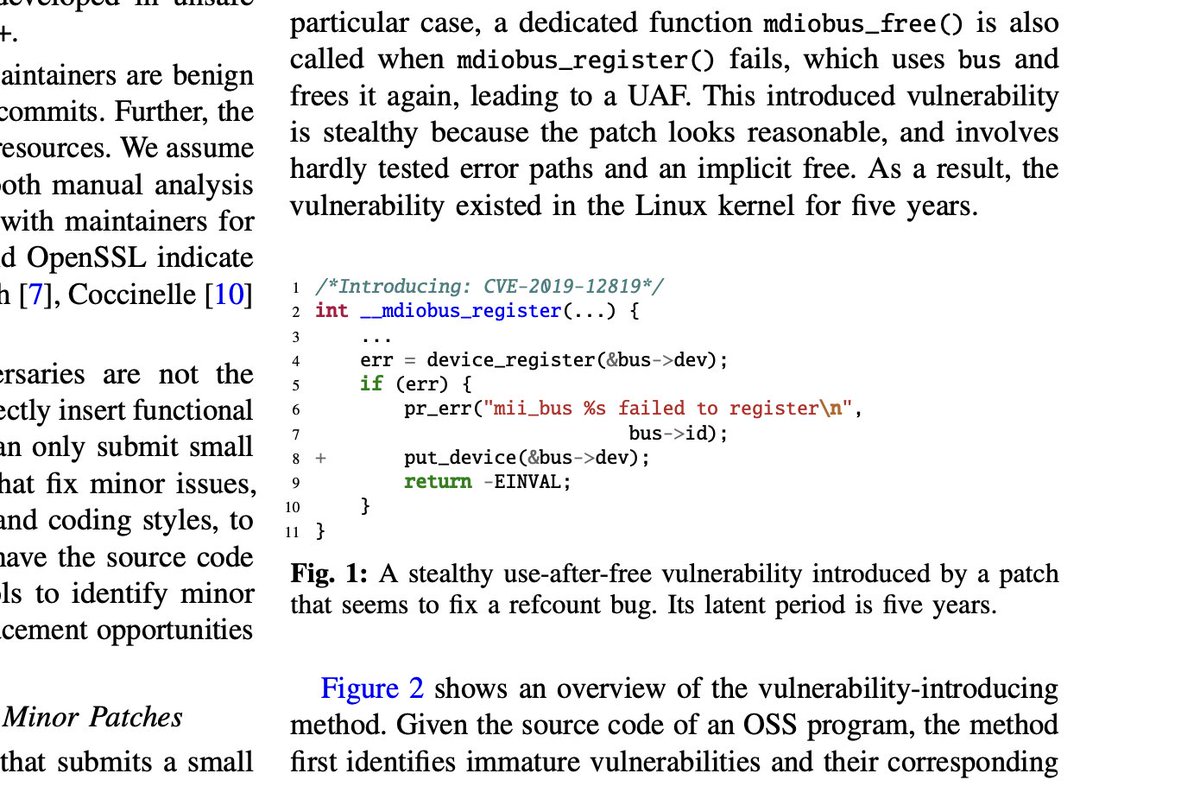 developed in unsafe
+.
aintainers are benign
commits. Further, the
resources. We assume
both manual analysis
with maintainers for
d OpenSSL indicate
h [7], Coccinelle [10]
ersaries are not the
ectly insert functional
an only submit small
hat fix minor issues,
and coding styles, to
have the source code
ls to identify minor
cement opportunities
Minor Patches
that submits a small
particular case, a dedicated function mdiobus_free() is also
called when mdiobus_register() fails, which uses bus and
frees it again, leading to a UAF. This introduced vulnerability
is stealthy because the patch looks reasonable, and involves
hardly tested error paths and an implicit free. As a result, the
vulnerability existed in the Linux kernel for five years.
1 /*Introducing: CVE-2019-12819*/
2 int __mdiobus_register(...) {
3 ...
4 err = device_register(&bus->dev);
5 if (err) {
6 pr_err("mii_bus %s failed to register\n",
7 bus->id);
8 + put_device(&bus->dev);
9 return -EINVAL;
10 }
11 }
Fig. 1: A stealthy use-after-free vulnerability introduced by a patch
that seems to fix a refcount bug. Its latent period is five years.
Figure 2 shows an overview of the vulnerability-introducing
method. Given the source code of an OSS program, the method
first identifies immature vulnerabilities and their corresponding